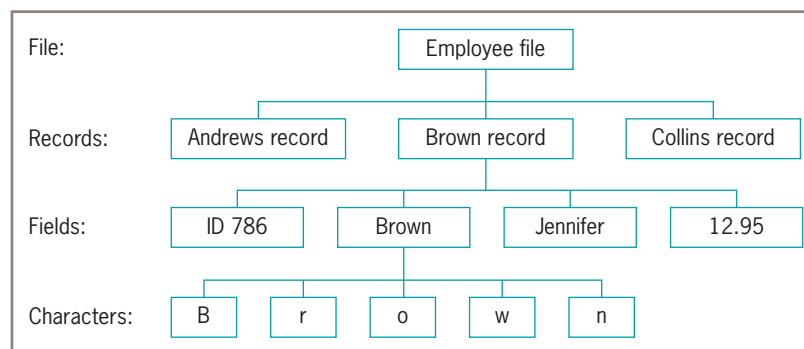 File: Employee file
Records: Andrews record Brown record Collins record
Fields: ID 786 Brown Jennifer 12.95
Characters: B r o w n